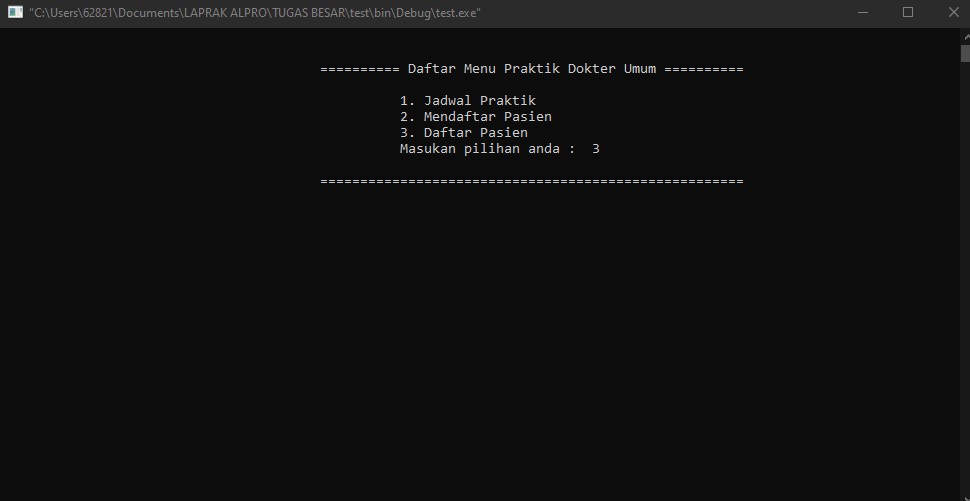 "C:\Users\62821\Documents\LAPRAK ALPRO\TUGAS BESAR\test\bin\Debug\test.exe"
========== Daftar Menu Praktik Dokter Umum ==========
1. Jadwal Praktik
2. Mendaftar Pasien
3. Daftar Pasien
Masukan pilihan anda :  3
=====================================================